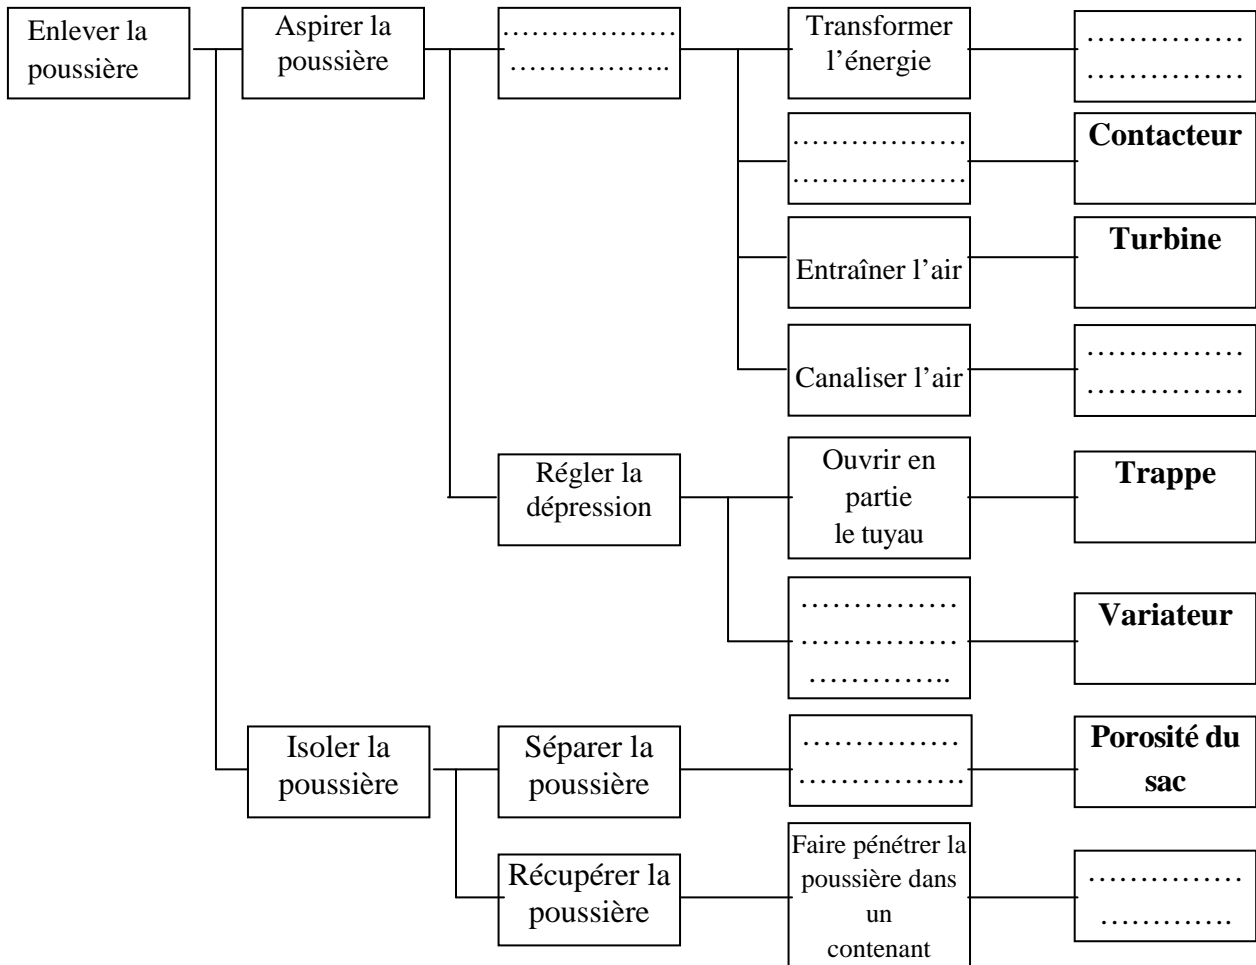 Enlever la
poussière
Aspirer la
poussière
………………
……………..
Transformer
l’énergie
……………
……………
………………
………………
Contacteur
Entraîner l’air
Turbine
Canaliser l’air
……………
……………
Régler la
dépression
Ouvrir en
partie
le tuyau
Trappe
……………
……………
…………..
Variateur
Isoler la
poussière
Séparer la
poussière
……………
…………….
Porosité du
sac
Récupérer la
poussière
Faire pénétrer la
poussière dans
un
contenant
……………
………….